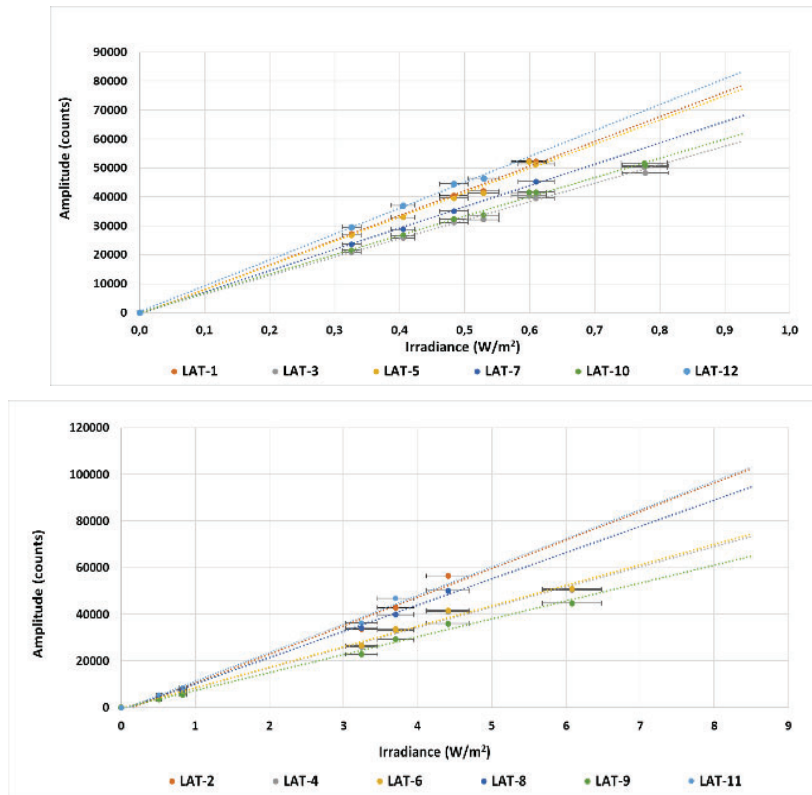 90000
80000
70000
60000
50000
40000
30000
20000
10000
0
Amplitude (counts)
0,0 0,1 0,2 0,3 0,4 0,5 0,6 0,7 0,8 0,9 1,0
Irradiance (W/m²)
LAT-1 LAT-3 LAT-5 LAT-7 LAT-10 LAT-12
120000
100000
80000
60000
40000
20000
0
Amplitude (counts)
0 1 2 3 4 5 6 7 8 9
Irradiance (W/m²)
LAT-2 LAT-4 LAT-6 LAT-8 LAT-9 LAT-11